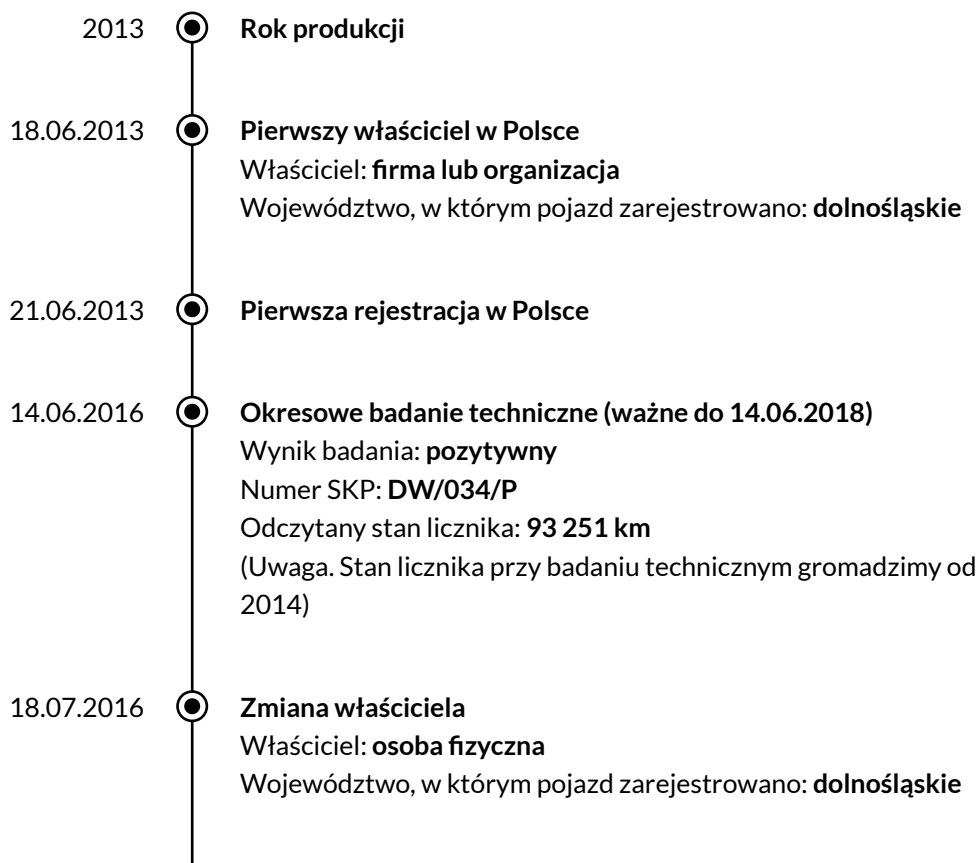 2013
Rok produkcji
18.06.2013
Pierwszy właściciel w Polsce
Właściciel: firma lub organizacja
Województwo, w którym pojazd zarejestrowano: dolnośląskie
21.06.2013
Pierwsza rejestracja w Polsce
14.06.2016
Okresowe badanie techniczne (ważne do 14.06.2018)
Wynik badania: pozytywny
Numer SKP: DW/034/P
Odczytany stan licznika: 93 251 km
(Uwaga. Stan licznika przy badaniu technicznym gromadzimy od
2014)
18.07.2016
Zmiana właściciela
Właściciel: osoba fizyczna
Województwo, w którym pojazd zarejestrowano: dolnośląskie